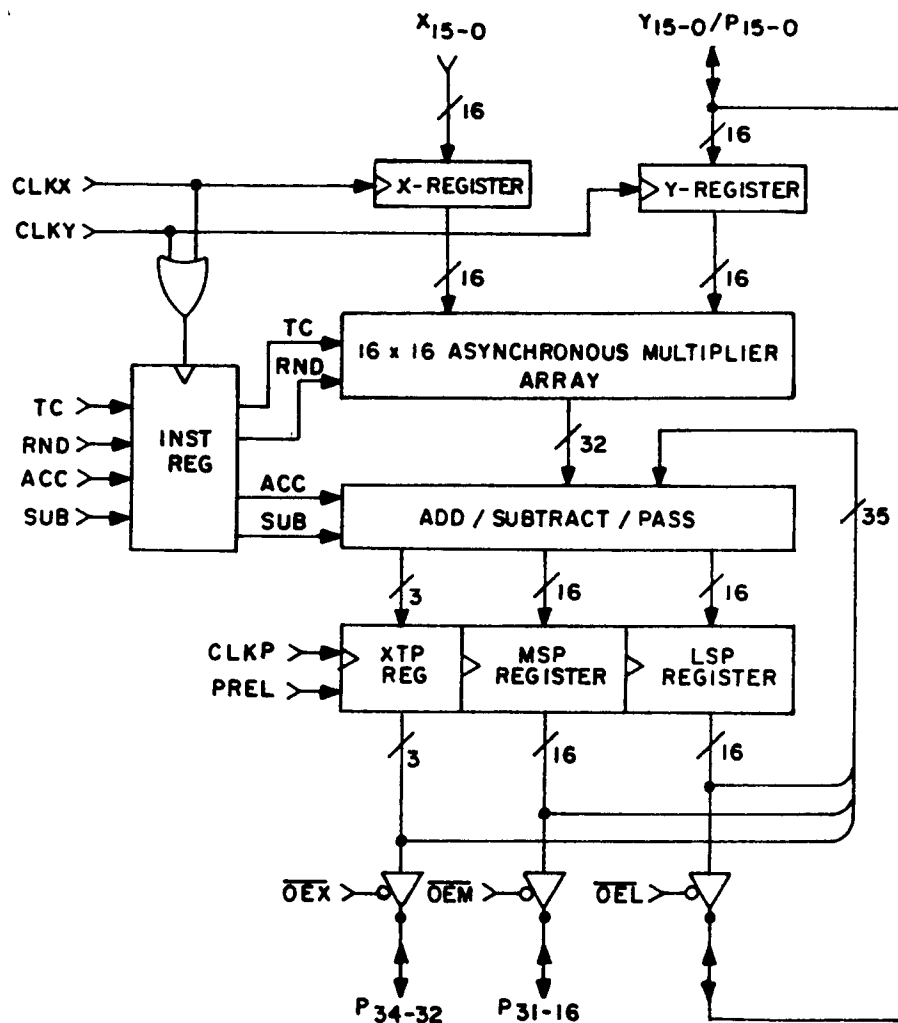 X15-0
Y15-0/P15-0
16
16
CLKX
X-REGISTER
Y-REGISTER
CLKY
16
16
TC
16 x 16 ASYNCHRONOUS MULTIPLIER
ARRAY
RND
TC
RND
ACC
SUB
INST
REG
32
ACC
SUB
ADD / SUBTRACT / PASS
35
3
16
16
CLKP
PREL
XTP
REG
MSP
REGISTER
LSP
REGISTER
3
16
16
OEX
OEM
OEL
P34-32
P31-16